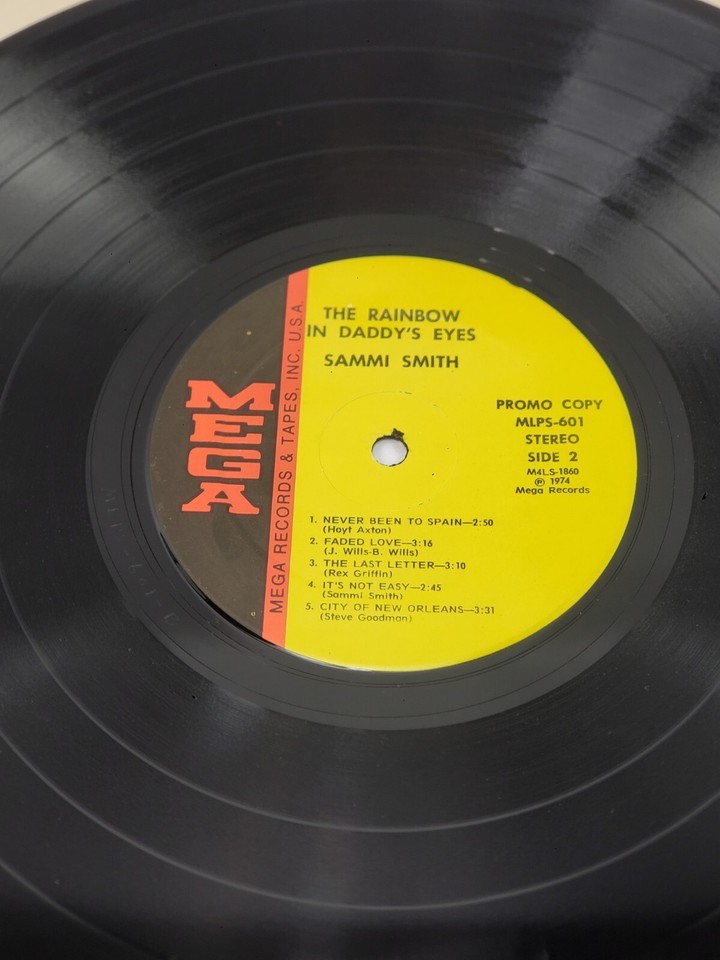 THE RAINBOW
IN DADDY'S EYES
SAMMI SMITH
MEGA
MEGA RECORDS & TAPES, INC. U.S.A.
PROMO COPY
MLPS-601
STEREO
SIDE 2
M4LS-1860
℗ 1974
Mega Records
1. NEVER BEEN TO SPAIN—2:50
(Hoyt Axton)
2. FADED LOVE—3:16
(J. Wills-B. Wills)
3. THE LAST LETTER—3:10
(Rex Griffin)
4. IT'S NOT EASY—2:45
(Sammi Smith)
5. CITY OF NEW ORLEANS—3:31
(Steve Goodman)